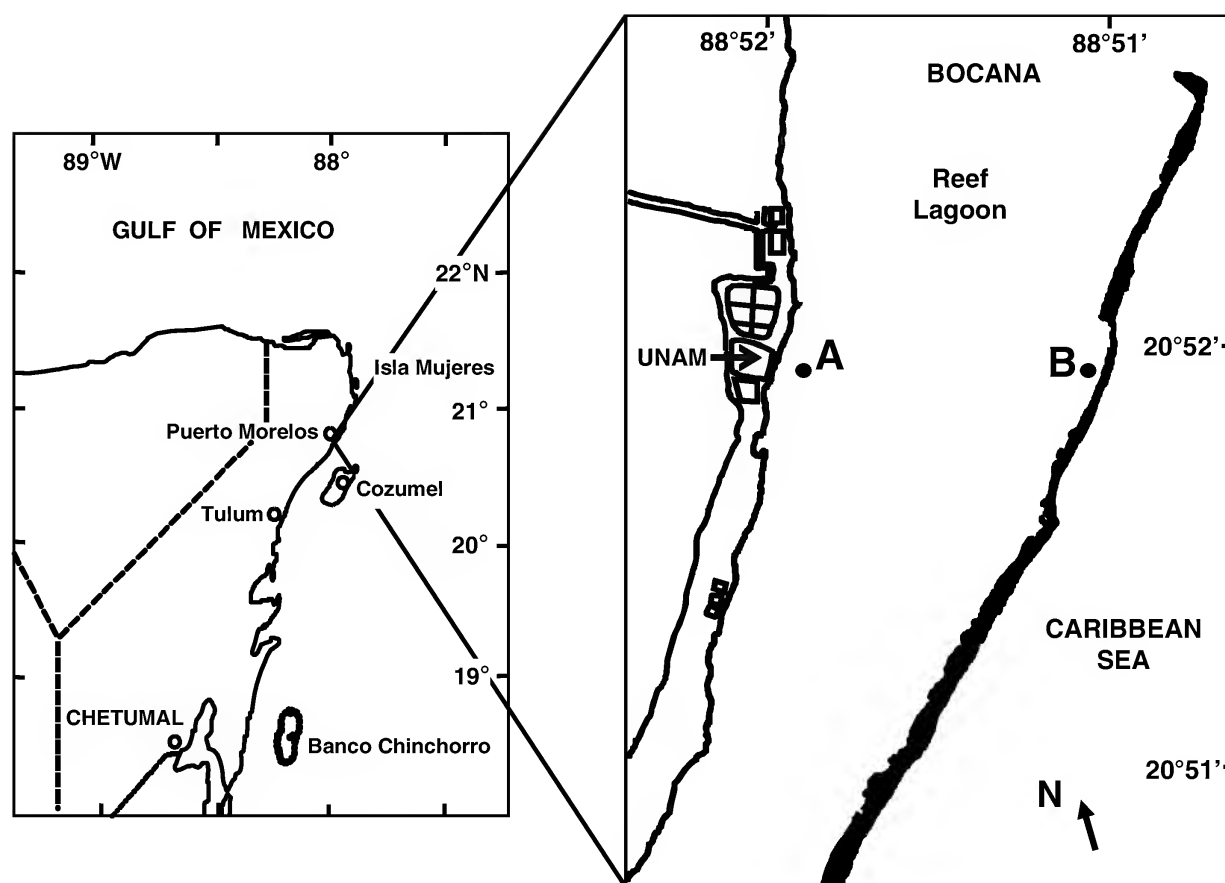 89°W
88°
GULF OF MEXICO
22°N
Isla Mujeres
21°
Puerto Morelos
Cozumel
Tulum
20°
19°
CHETUMAL
Banco Chinchorro
88°52'
88°51'
BOCANA
Reef
Lagoon
20°52'
UNAM
A
B
CARIBBEAN
SEA
20°51'
N